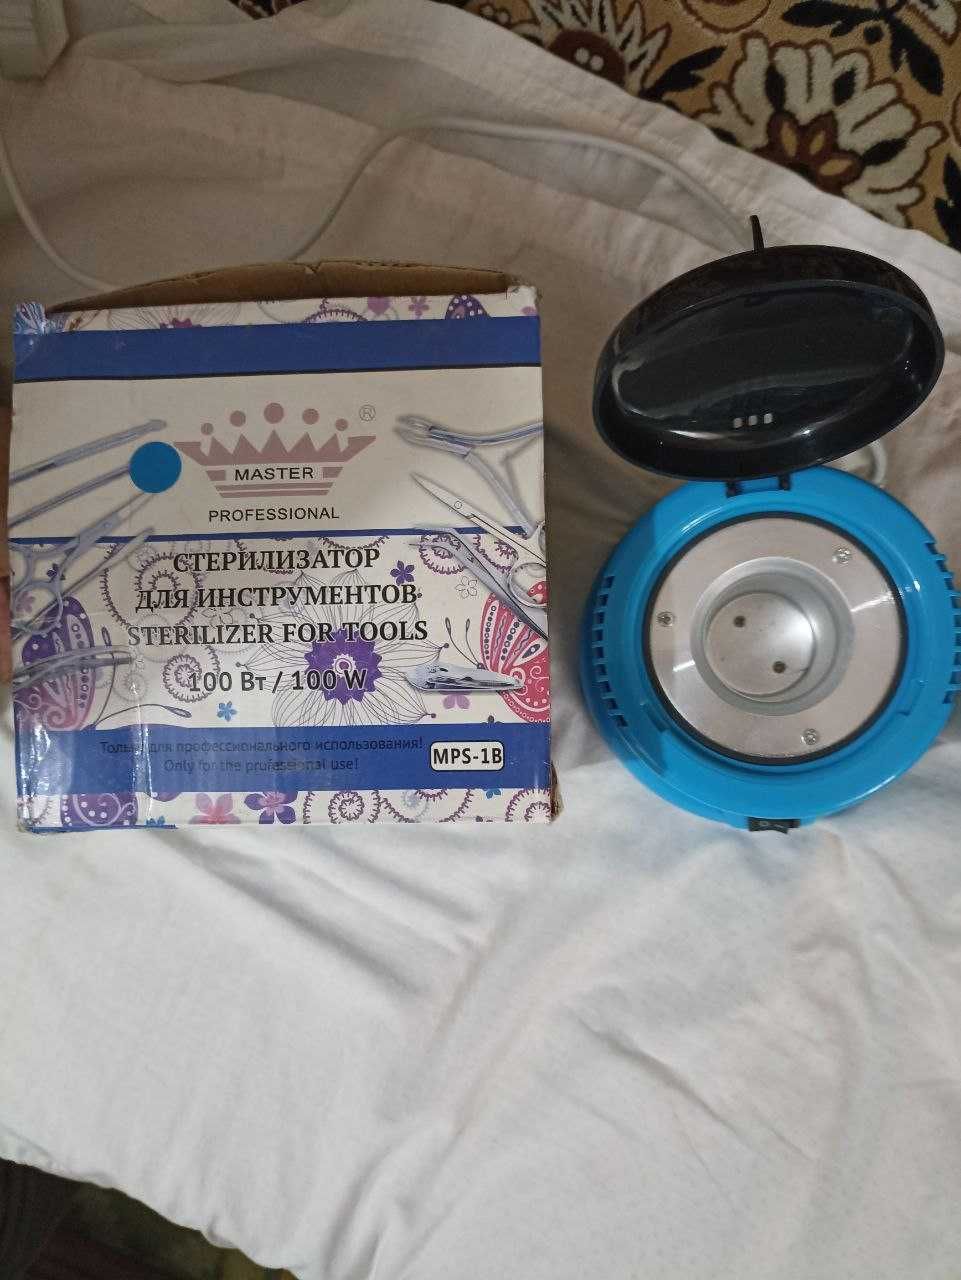 ®
MASTER
PROFESSIONAL
СТЕРИЛИЗАТОР
ДЛЯ ИНСТРУМЕНТОВ
STERILIZER FOR TOOLS
100 Вт / 100 W
Только для профессионального использования!
Only for the professional use!
MPS-1B